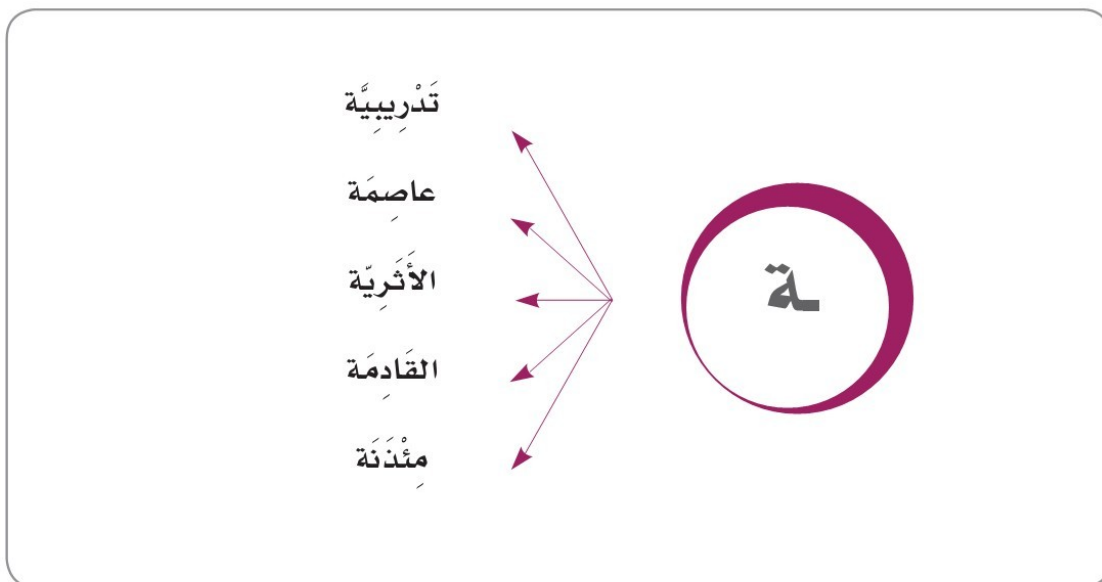 ـة
تَدْرِيبِيَّة
عاصِمَة
الأَثَرِيّة
القَادِمَة
مِئْذَنَة